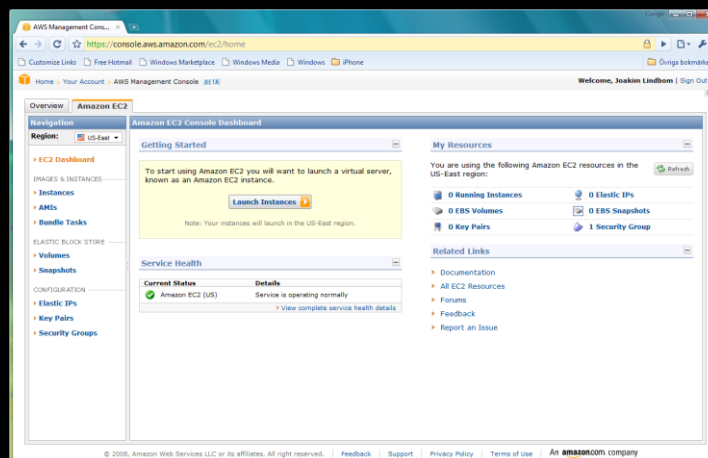 Google
AWS Management Cons...
https://console.aws.amazon.com/ec2/home
Customize Links Free Hotmail Windows Marketplace Windows Media Windows iPhone Övriga bokmärken
Home > Your Account > AWS Management Console BETA Welcome, Joakim Lindbom | Sign Out
Overview Amazon EC2
Navigation
Region: US-East
EC2 Dashboard
IMAGES & INSTANCES
Instances
AMIs
Bundle Tasks
ELASTIC BLOCK STORE
Volumes
Snapshots
CONFIGURATION
Elastic IPs
Key Pairs
Security Groups
Amazon EC2 Console Dashboard
Getting Started
To start using Amazon EC2 you will want to launch a virtual server,
known as an Amazon EC2 instance.
Launch Instances
Note: Your instances will launch in the US-East region.
Service Health
Current Status Details
Amazon EC2 (US) Service is operating normally
View complete service health details
My Resources
You are using the following Amazon EC2 resources in the
US-East region:
Refresh
0 Running Instances 0 Elastic IPs
0 EBS Volumes 0 EBS Snapshots
0 Key Pairs 1 Security Group
Related Links
Documentation
All EC2 Resources
Forums
Feedback
Report an Issue
© 2008, Amazon Web Services LLC or its affiliates. All right reserved. | Feedback | Support | Privacy Policy | Terms of Use | An amazon.com. company